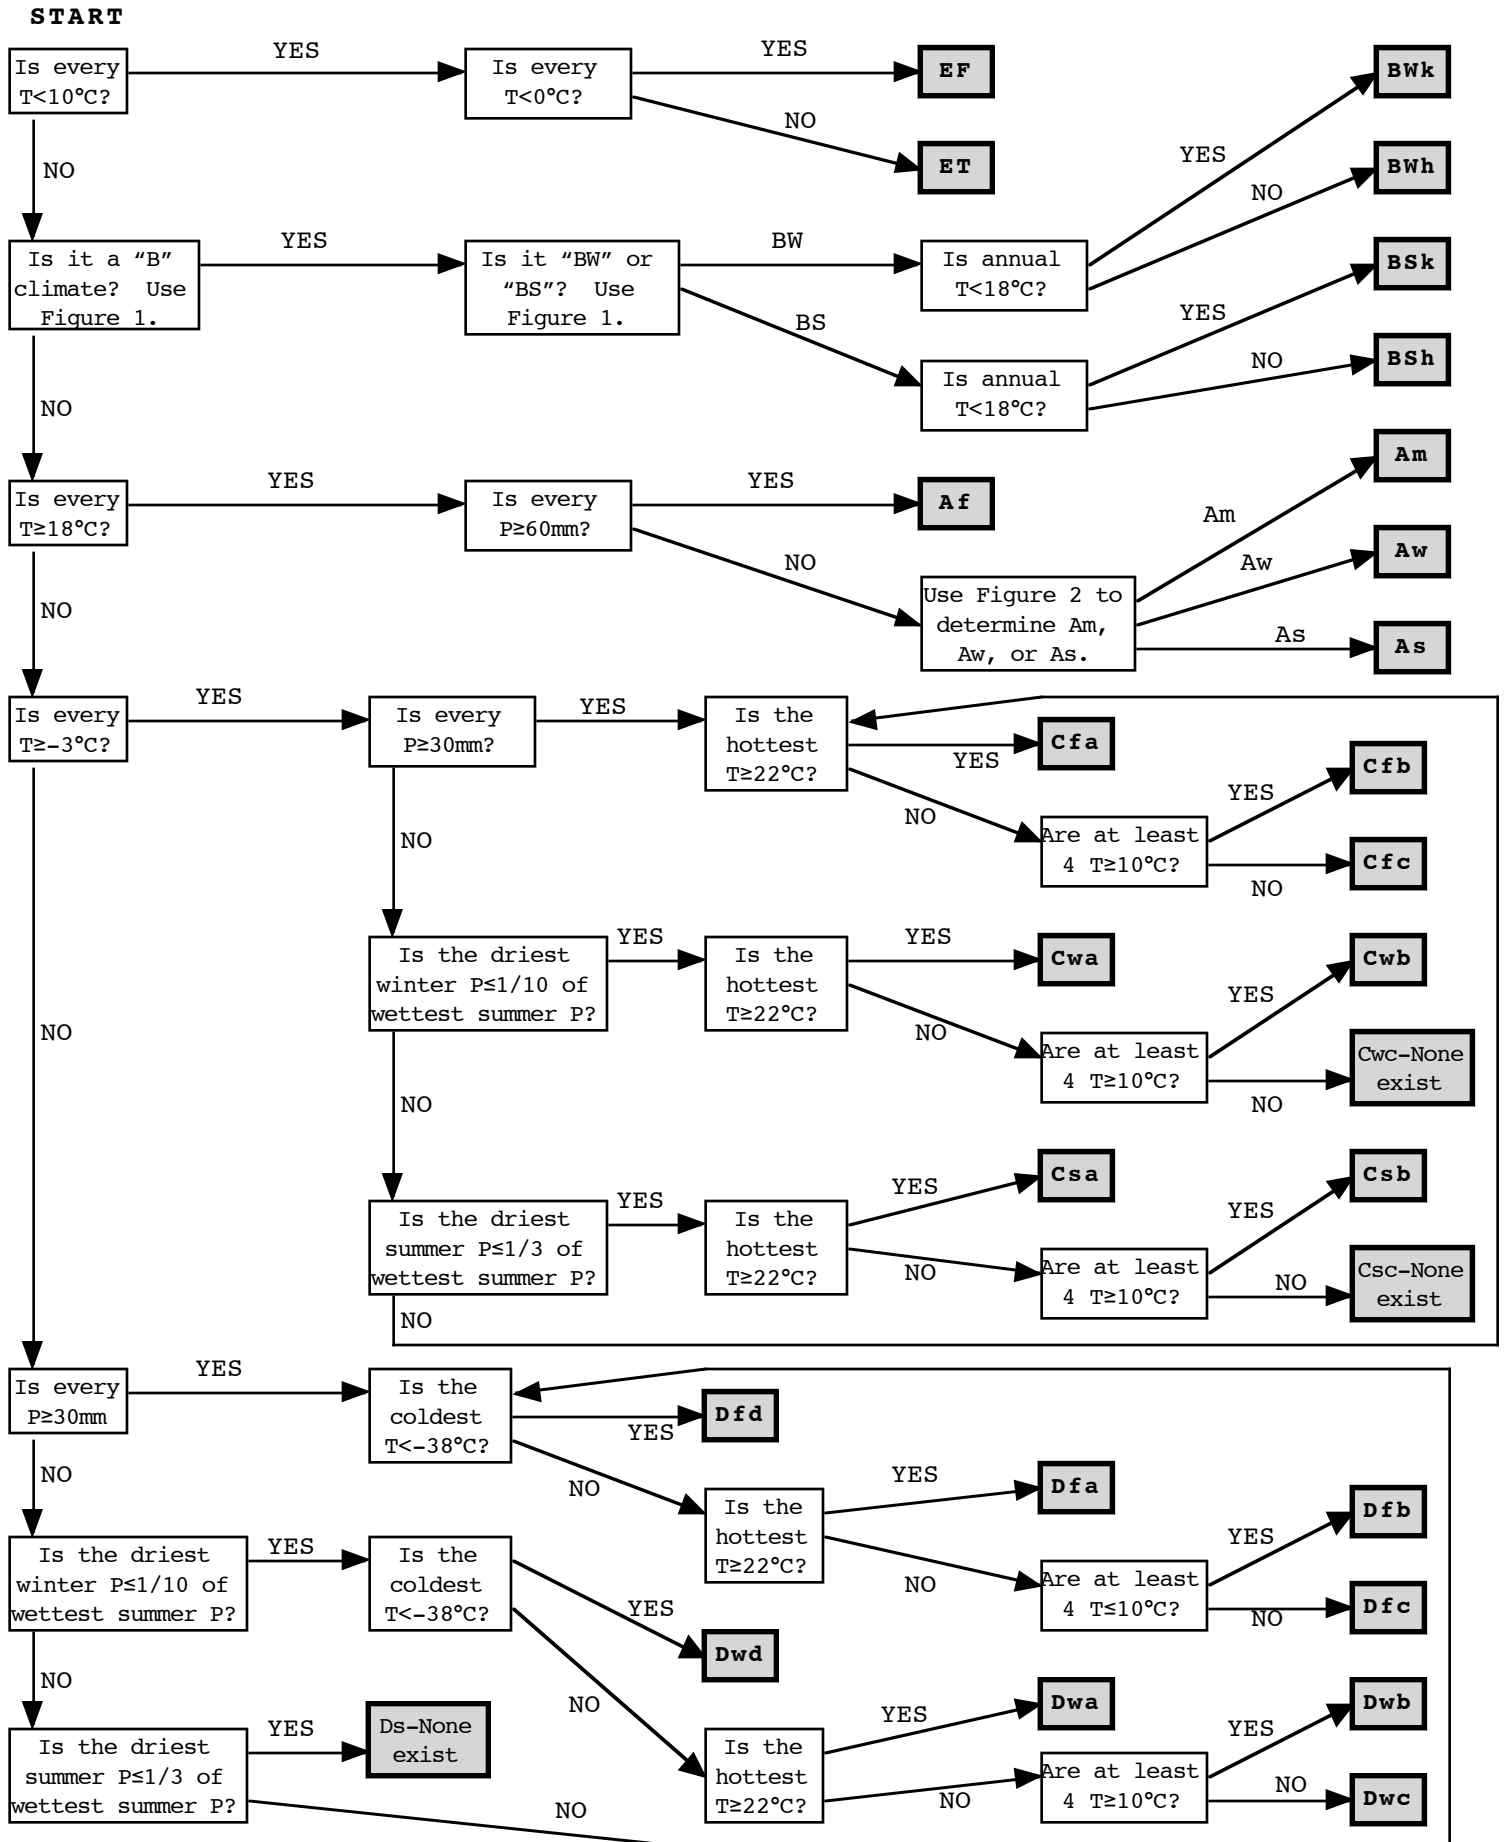 START
Is every
T<10°C?
YES
Is every
T<0°C?
YES
EF
NO
ET
NO
Is it a “B”
climate? Use
Figure 1.
YES
Is it “BW” or
“BS”? Use
Figure 1.
BW
Is annual
T<18°C?
YES
BWk
NO
BWh
BS
Is annual
T<18°C?
YES
BSk
NO
BSh
NO
Is every
T≥18°C?
YES
Is every
P≥60mm?
YES
Af
NO
Use Figure 2 to
determine Am,
Aw, or As.
Am
Am
Aw
Aw
As
As
NO
Is every
T≥-3°C?
YES
Is every
P≥30mm?
YES
Is the
hottest
T≥22°C?
YES
Cfa
NO
Are at least
4 T≥10°C?
YES
Cfb
NO
Cfc
NO
Is the driest
winter P≤1/10 of
wettest summer P?
YES
Is the
hottest
T≥22°C?
YES
Cwa
NO
Are at least
4 T≥10°C?
YES
Cwb
NO
Cwc-None
exist
NO
Is the driest
summer P≤1/3 of
wettest summer P?
YES
Is the
hottest
T≥22°C?
YES
Csa
NO
Are at least
4 T≥10°C?
YES
Csb
NO
Csc-None
exist
NO
NO
Is every
P≥30mm
YES
Is the
coldest
T<-38°C?
YES
Dfd
NO
Is the
hottest
T≥22°C?
YES
Dfa
NO
Are at least
4 T≤10°C?
YES
Dfb
NO
Dfc
NO
Is the driest
winter P≤1/10 of
wettest summer P?
YES
Is the
coldest
T<-38°C?
YES
Dwd
NO
Is the
hottest
T≥22°C?
YES
Dwa
NO
Are at least
4 T≥10°C?
YES
Dwb
NO
Dwc
NO
Is the driest
summer P≤1/3 of
wettest summer P?
YES
Ds-None
exist
NO